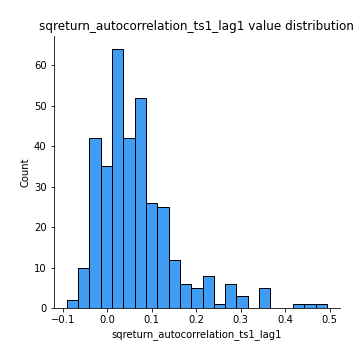 sqreturn_autocorrelation_ts1_lag1 value distribution
60
50
40
30
20
10
0
Count
−0.1 0.0 0.1 0.2 0.3 0.4 0.5
sqreturn_autocorrelation_ts1_lag1